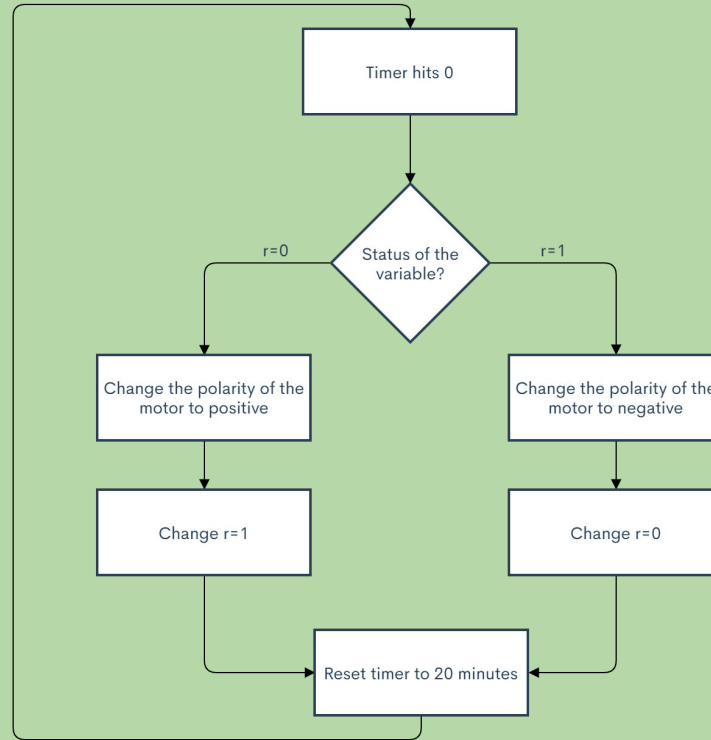 Timer hits 0
Status of the
variable?
r=0
r=1
Change the polarity of the
motor to positive
Change the polarity of the
motor to negative
Change r=1
Change r=0
Reset timer to 20 minutes